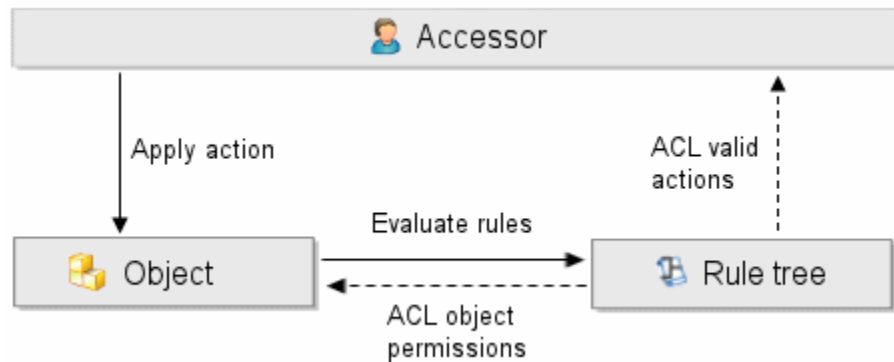 Accessor
Apply action
ACL valid
actions
Evaluate rules
Object
Rule tree
ACL object
permissions